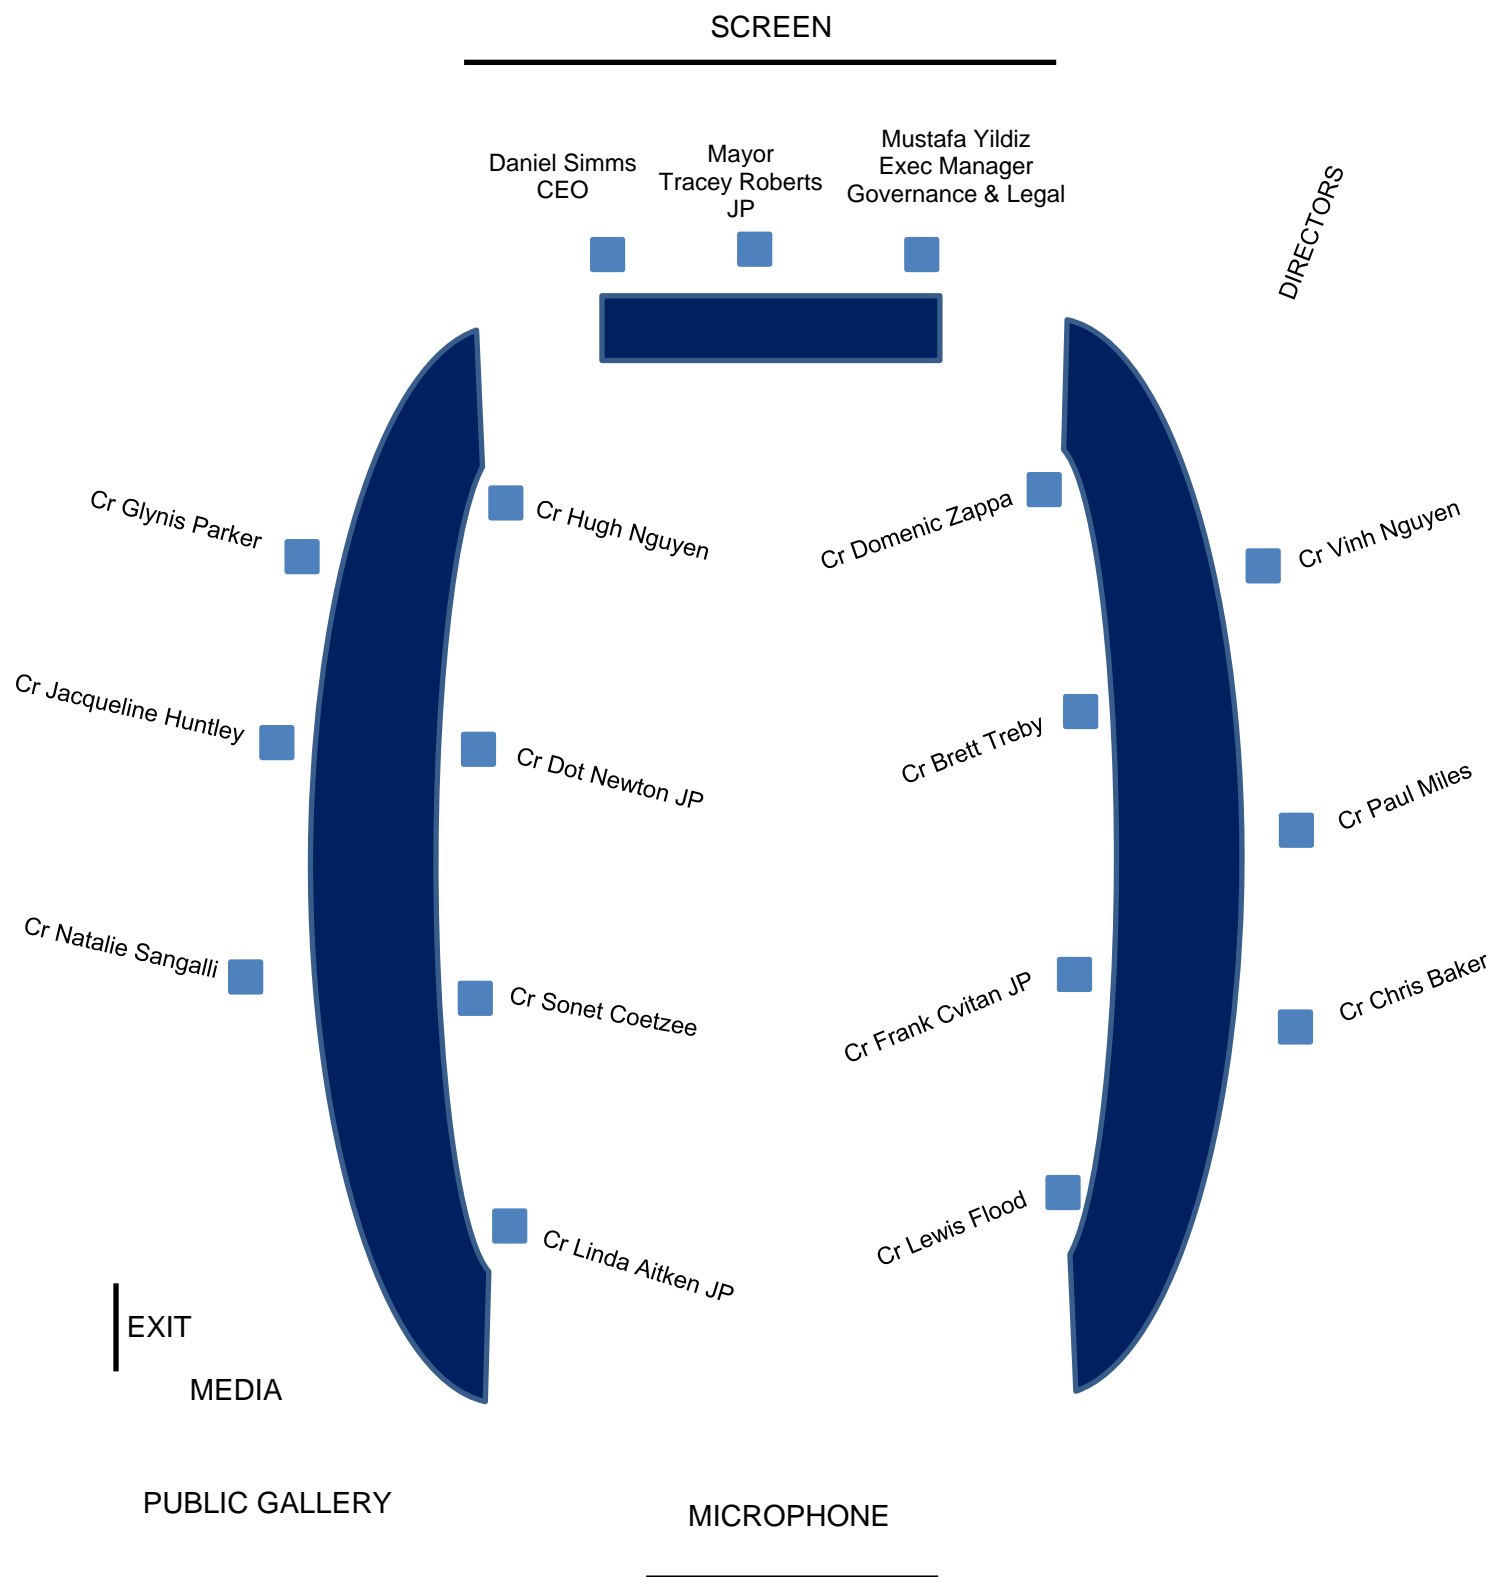 SCREEN
Daniel Simms
CEO
Mayor
Tracey Roberts
JP
Mustafa Yildiz
Exec Manager
Governance & Legal
DIRECTORS
Cr Glynis Parker
Cr Hugh Nguyen
Cr Domenic Zappa
Cr Vinh Nguyen
Cr Jacqueline Huntley
Cr Dot Newton JP
Cr Brett Treby
Cr Paul Miles
Cr Natalie Sangalli
Cr Sonet Coetzee
Cr Frank Cvitan JP
Cr Chris Baker
Cr Linda Aitken JP
Cr Lewis Flood
EXIT
MEDIA
PUBLIC GALLERY
MICROPHONE